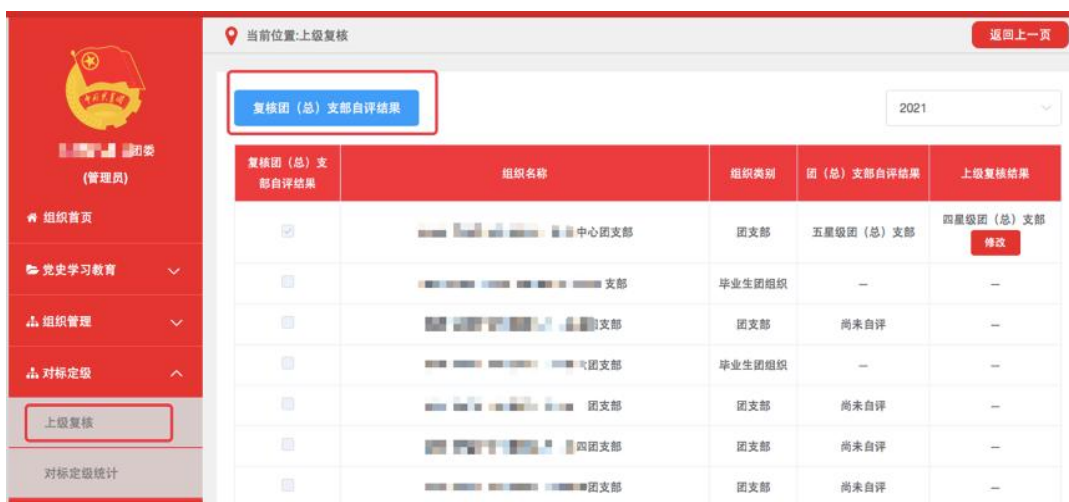 当前位置:上级复核
返回上一页
团委
(管理员)
组织首页
党史学习教育
组织管理
对标定级
上级复核
对标定级统计
复核团（总）支部自评结果
2021
复核团（总）支
部自评结果
组织名称
组织类别
团（总）支部自评结果
上级复核结果
中心团支部
团支部
五星级团（总）支部
四星级团（总）支部
修改
支部
毕业生团组织
—
—
支部
团支部
尚未自评
—
团支部
毕业生团组织
—
—
团支部
团支部
尚未自评
—
四团支部
团支部
尚未自评
—
团支部
团支部
尚未自评
—